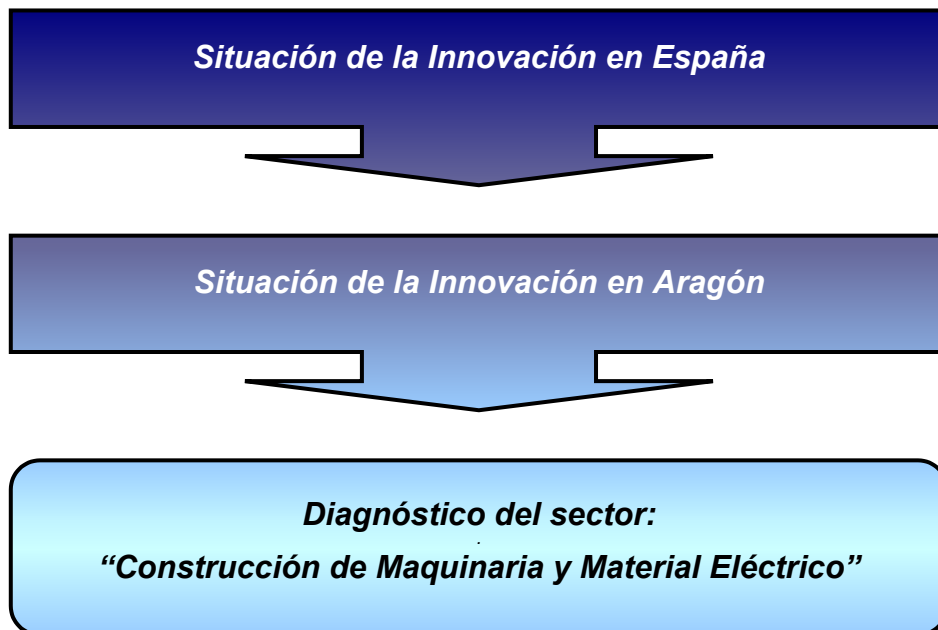 Situación de la Innovación en España
Situación de la Innovación en Aragón
Diagnóstico del sector:
.
“Construcción de Maquinaria y Material Eléctrico”